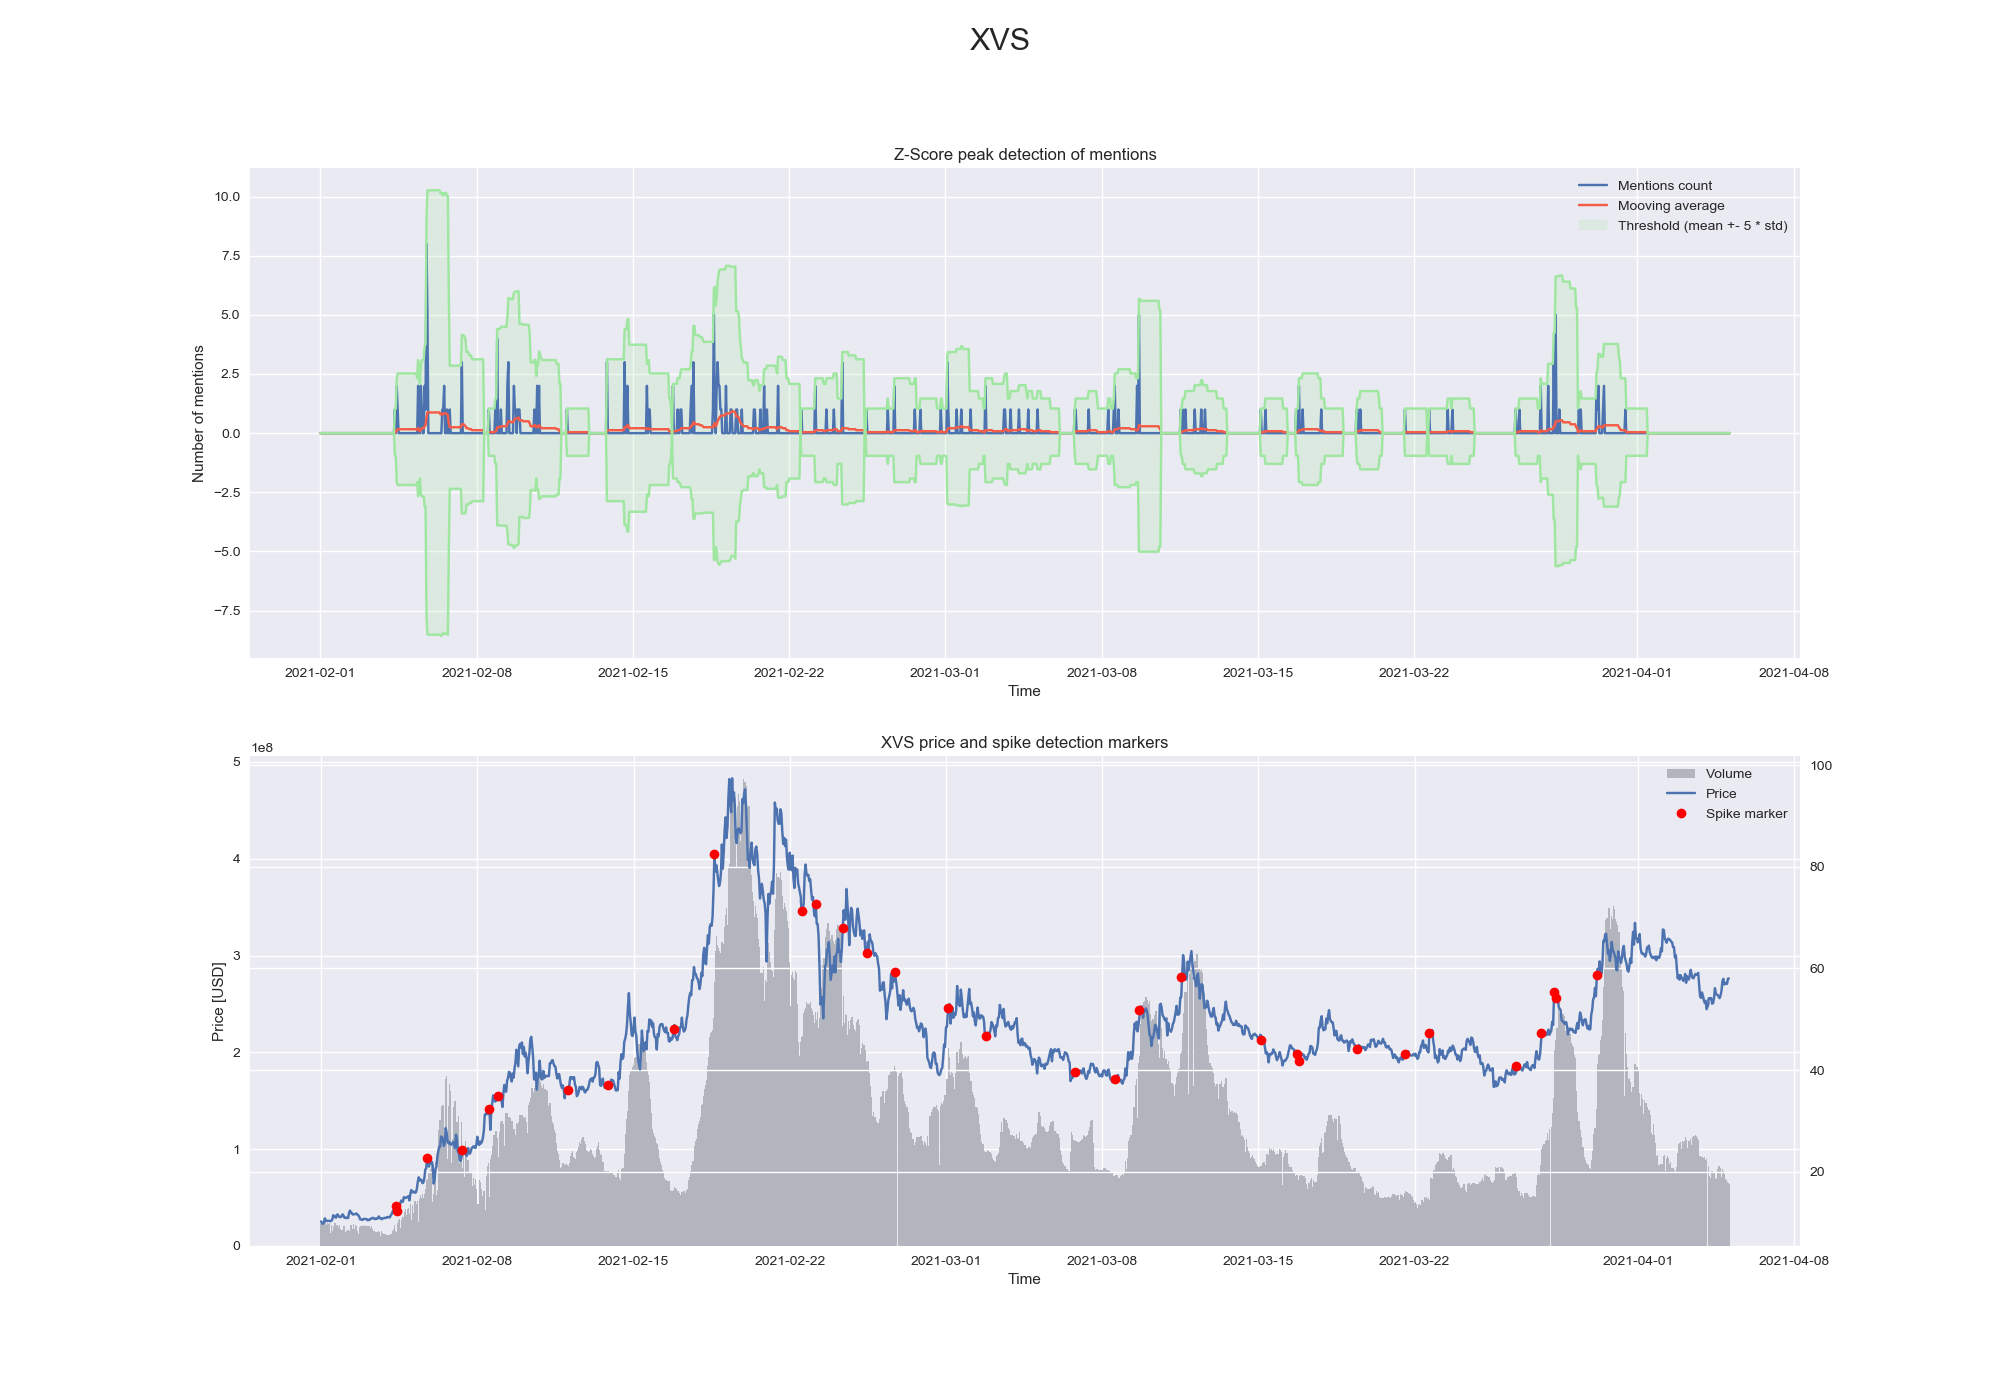 XVS
Z-Score peak detection of mentions
10.0
7.5
5.0
2.5
0.0
−2.5
−5.0
−7.5
Number of mentions
Mentions count
Mooving average
Threshold (mean +- 5 * std)
2021-02-01 2021-02-08 2021-02-15 2021-02-22 2021-03-01 2021-03-08 2021-03-15 2021-03-22 2021-04-01 2021-04-08
Time
XVS price and spike detection markers
1e8
5
4
3
2
1
0
Price [USD]
Volume
Price
Spike marker
100
80
60
40
20
2021-02-01 2021-02-08 2021-02-15 2021-02-22 2021-03-01 2021-03-08 2021-03-15 2021-03-22 2021-04-01 2021-04-08
Time